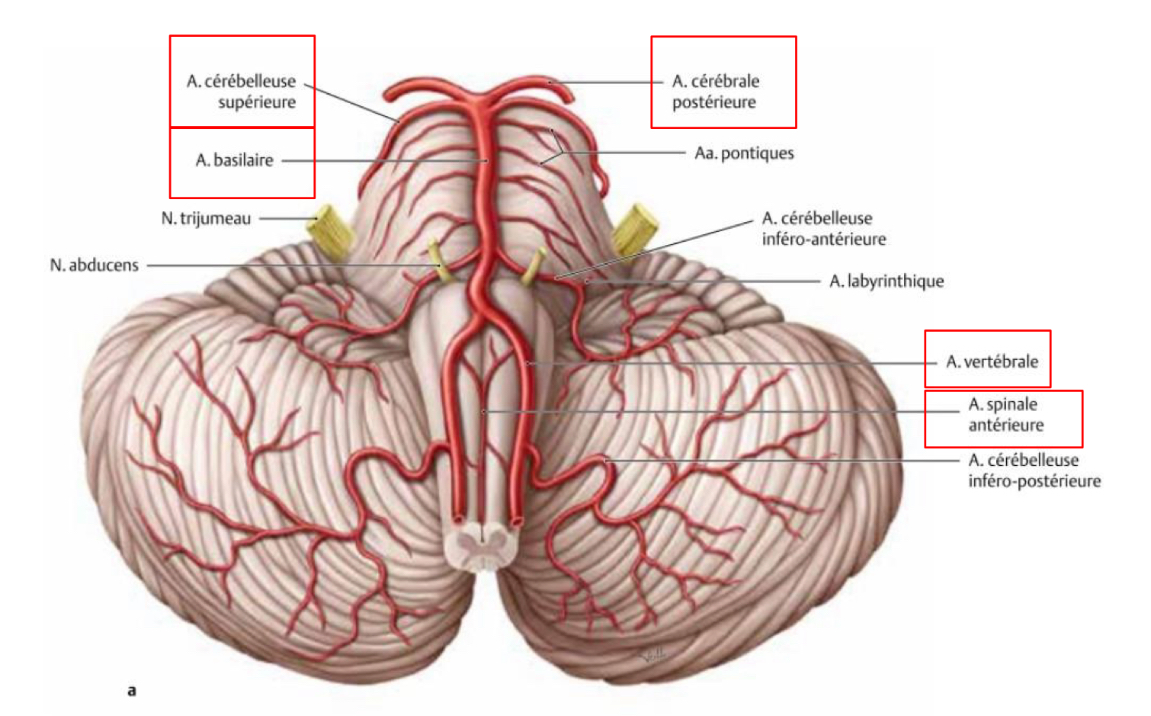 A. cérébelleuse
supérieure
A. cérébrale
postérieure
A. basilaire
Aa. pontiques
N. trijumeau
A. cérébelleuse
inféro-antérieure
N. abducens
A. labyrinthique
A. vertébrale
A. spinale
antérieure
A. cérébelleuse
inféro-postérieure
a